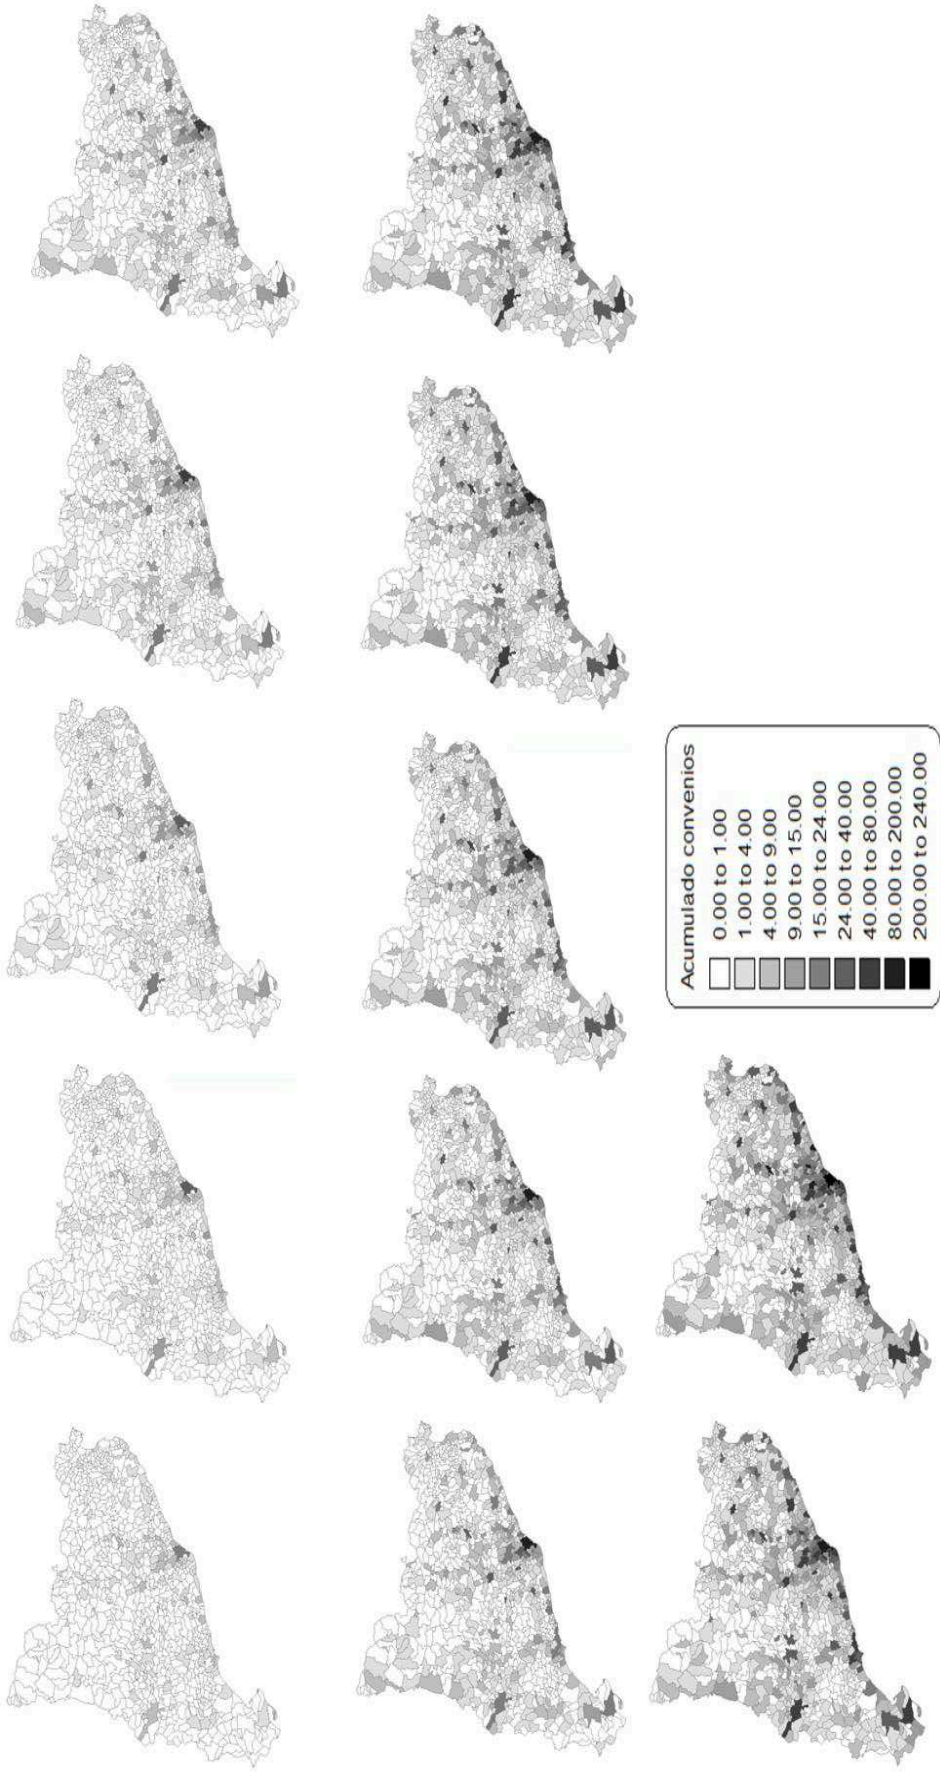 Acumulado convenios
0.00 to 1.00
1.00 to 4.00
4.00 to 9.00
9.00 to 15.00
15.00 to 24.00
24.00 to 40.00
40.00 to 80.00
80.00 to 200.00
200.00 to 240.00